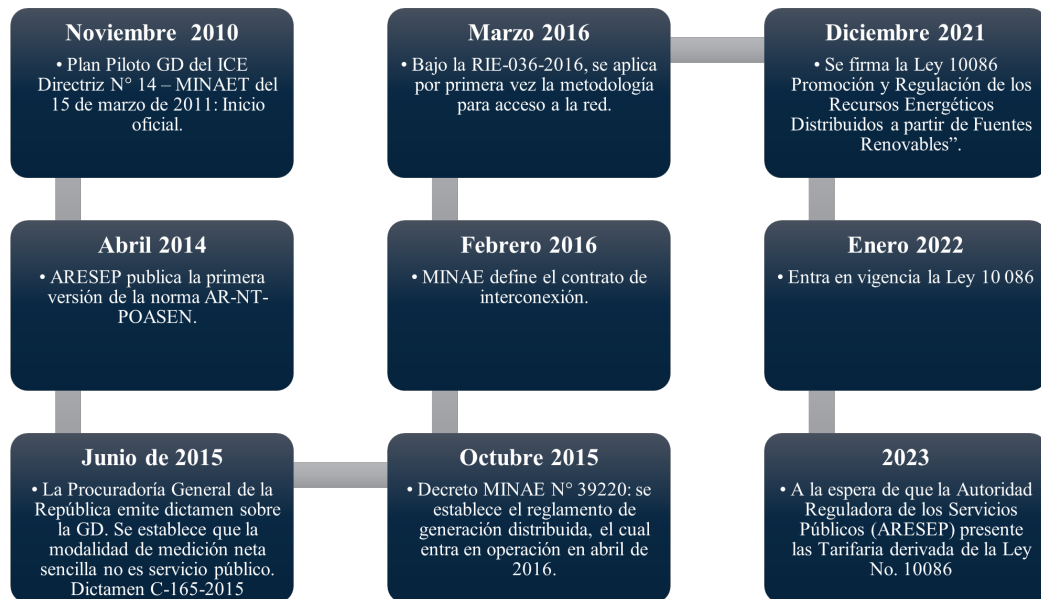 Noviembre 2010
• Plan Piloto GD del ICE
Directriz N° 14 – MINAET del
15 de marzo de 2011: Inicio
oficial.
Abril 2014
• ARESEP publica la primera
versión de la norma AR-NT-
POASEN.
Junio de 2015
• La Procuradoría General de la
República emite dictamen sobre
la GD. Se establece que la
modalidad de medición neta
sencilla no es servicio público.
Dictamen C-165-2015
Octubre 2015
• Decreto MINAE N° 39220: se
establece el reglamento de
generación distribuida, el cual
entra en operación en abril de
2016.
Febrero 2016
• MINAE define el contrato de
interconexión.
Marzo 2016
• Bajo la RIE-036-2016, se aplica
por primera vez la metodología
para acceso a la red.
Diciembre 2021
• Se firma la Ley 10086
Promoción y Regulación de los
Recursos Energéticos
Distribuidos a partir de Fuentes
Renovables”.
Enero 2022
• Entra en vigencia la Ley 10 086
2023
• A la espera de que la Autoridad
Reguladora de los Servicios
Públicos (ARESEP) presente
las Tarifaria derivada de la Ley
No. 10086